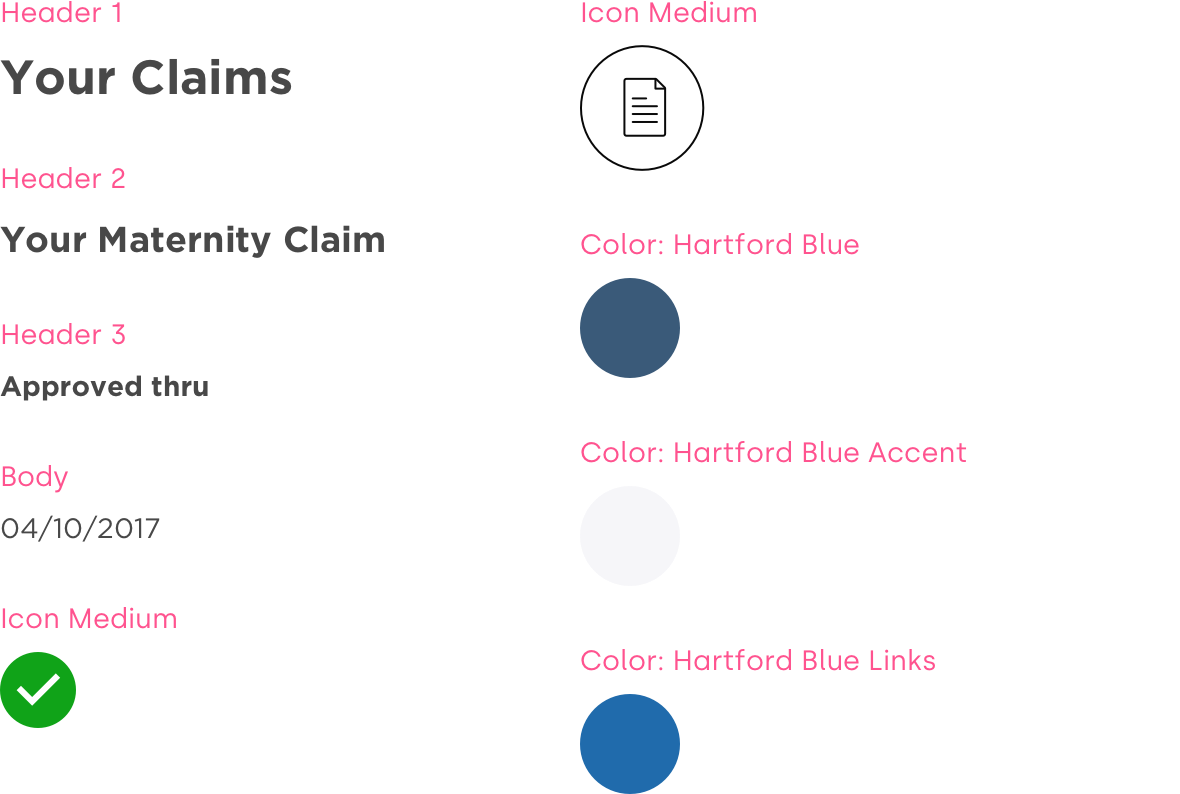 Header 1
Your Claims
Header 2
Your Maternity Claim
Header 3
Approved thru
Body
04/10/2017
Icon Medium
Icon Medium
Color: Hartford Blue
Color: Hartford Blue Accent
Color: Hartford Blue Links